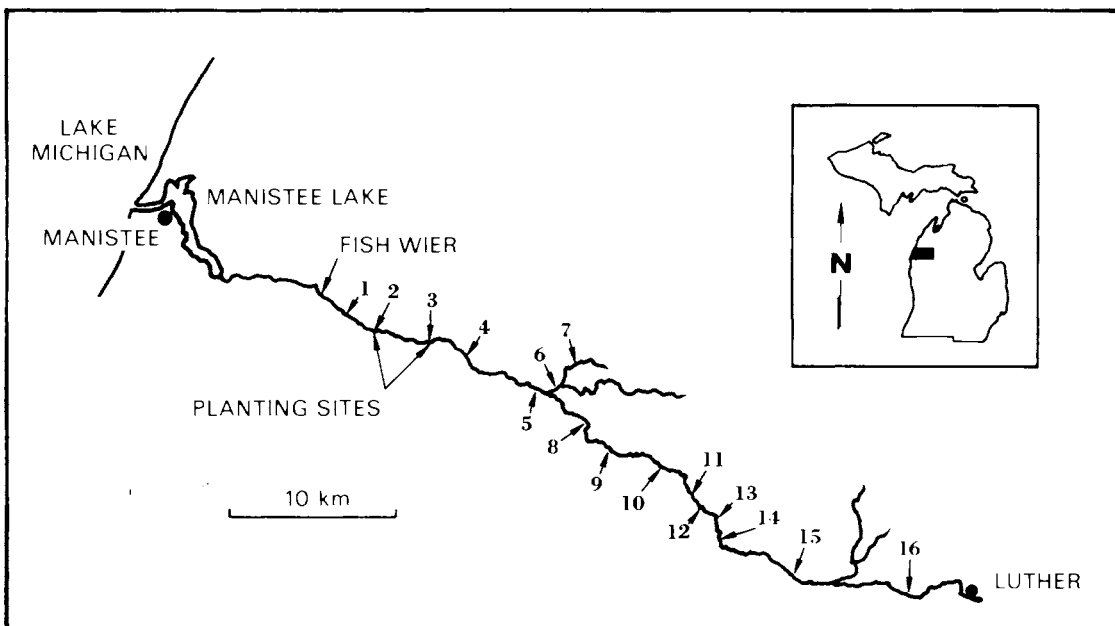 LAKE
MICHIGAN
MANISTEE LAKE
MANISTEE
FISH WIER
1
2
3
4
PLANTING SITES
5
6
7
8
9
10
11
12
13
14
15
16
LUTHER
10 km
N